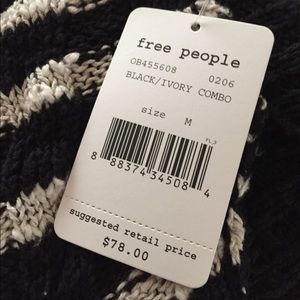 free people
OB455608 0206
BLACK/IVORY COMBO
size M
8 88374 34508 4
suggested retail price
$78.00